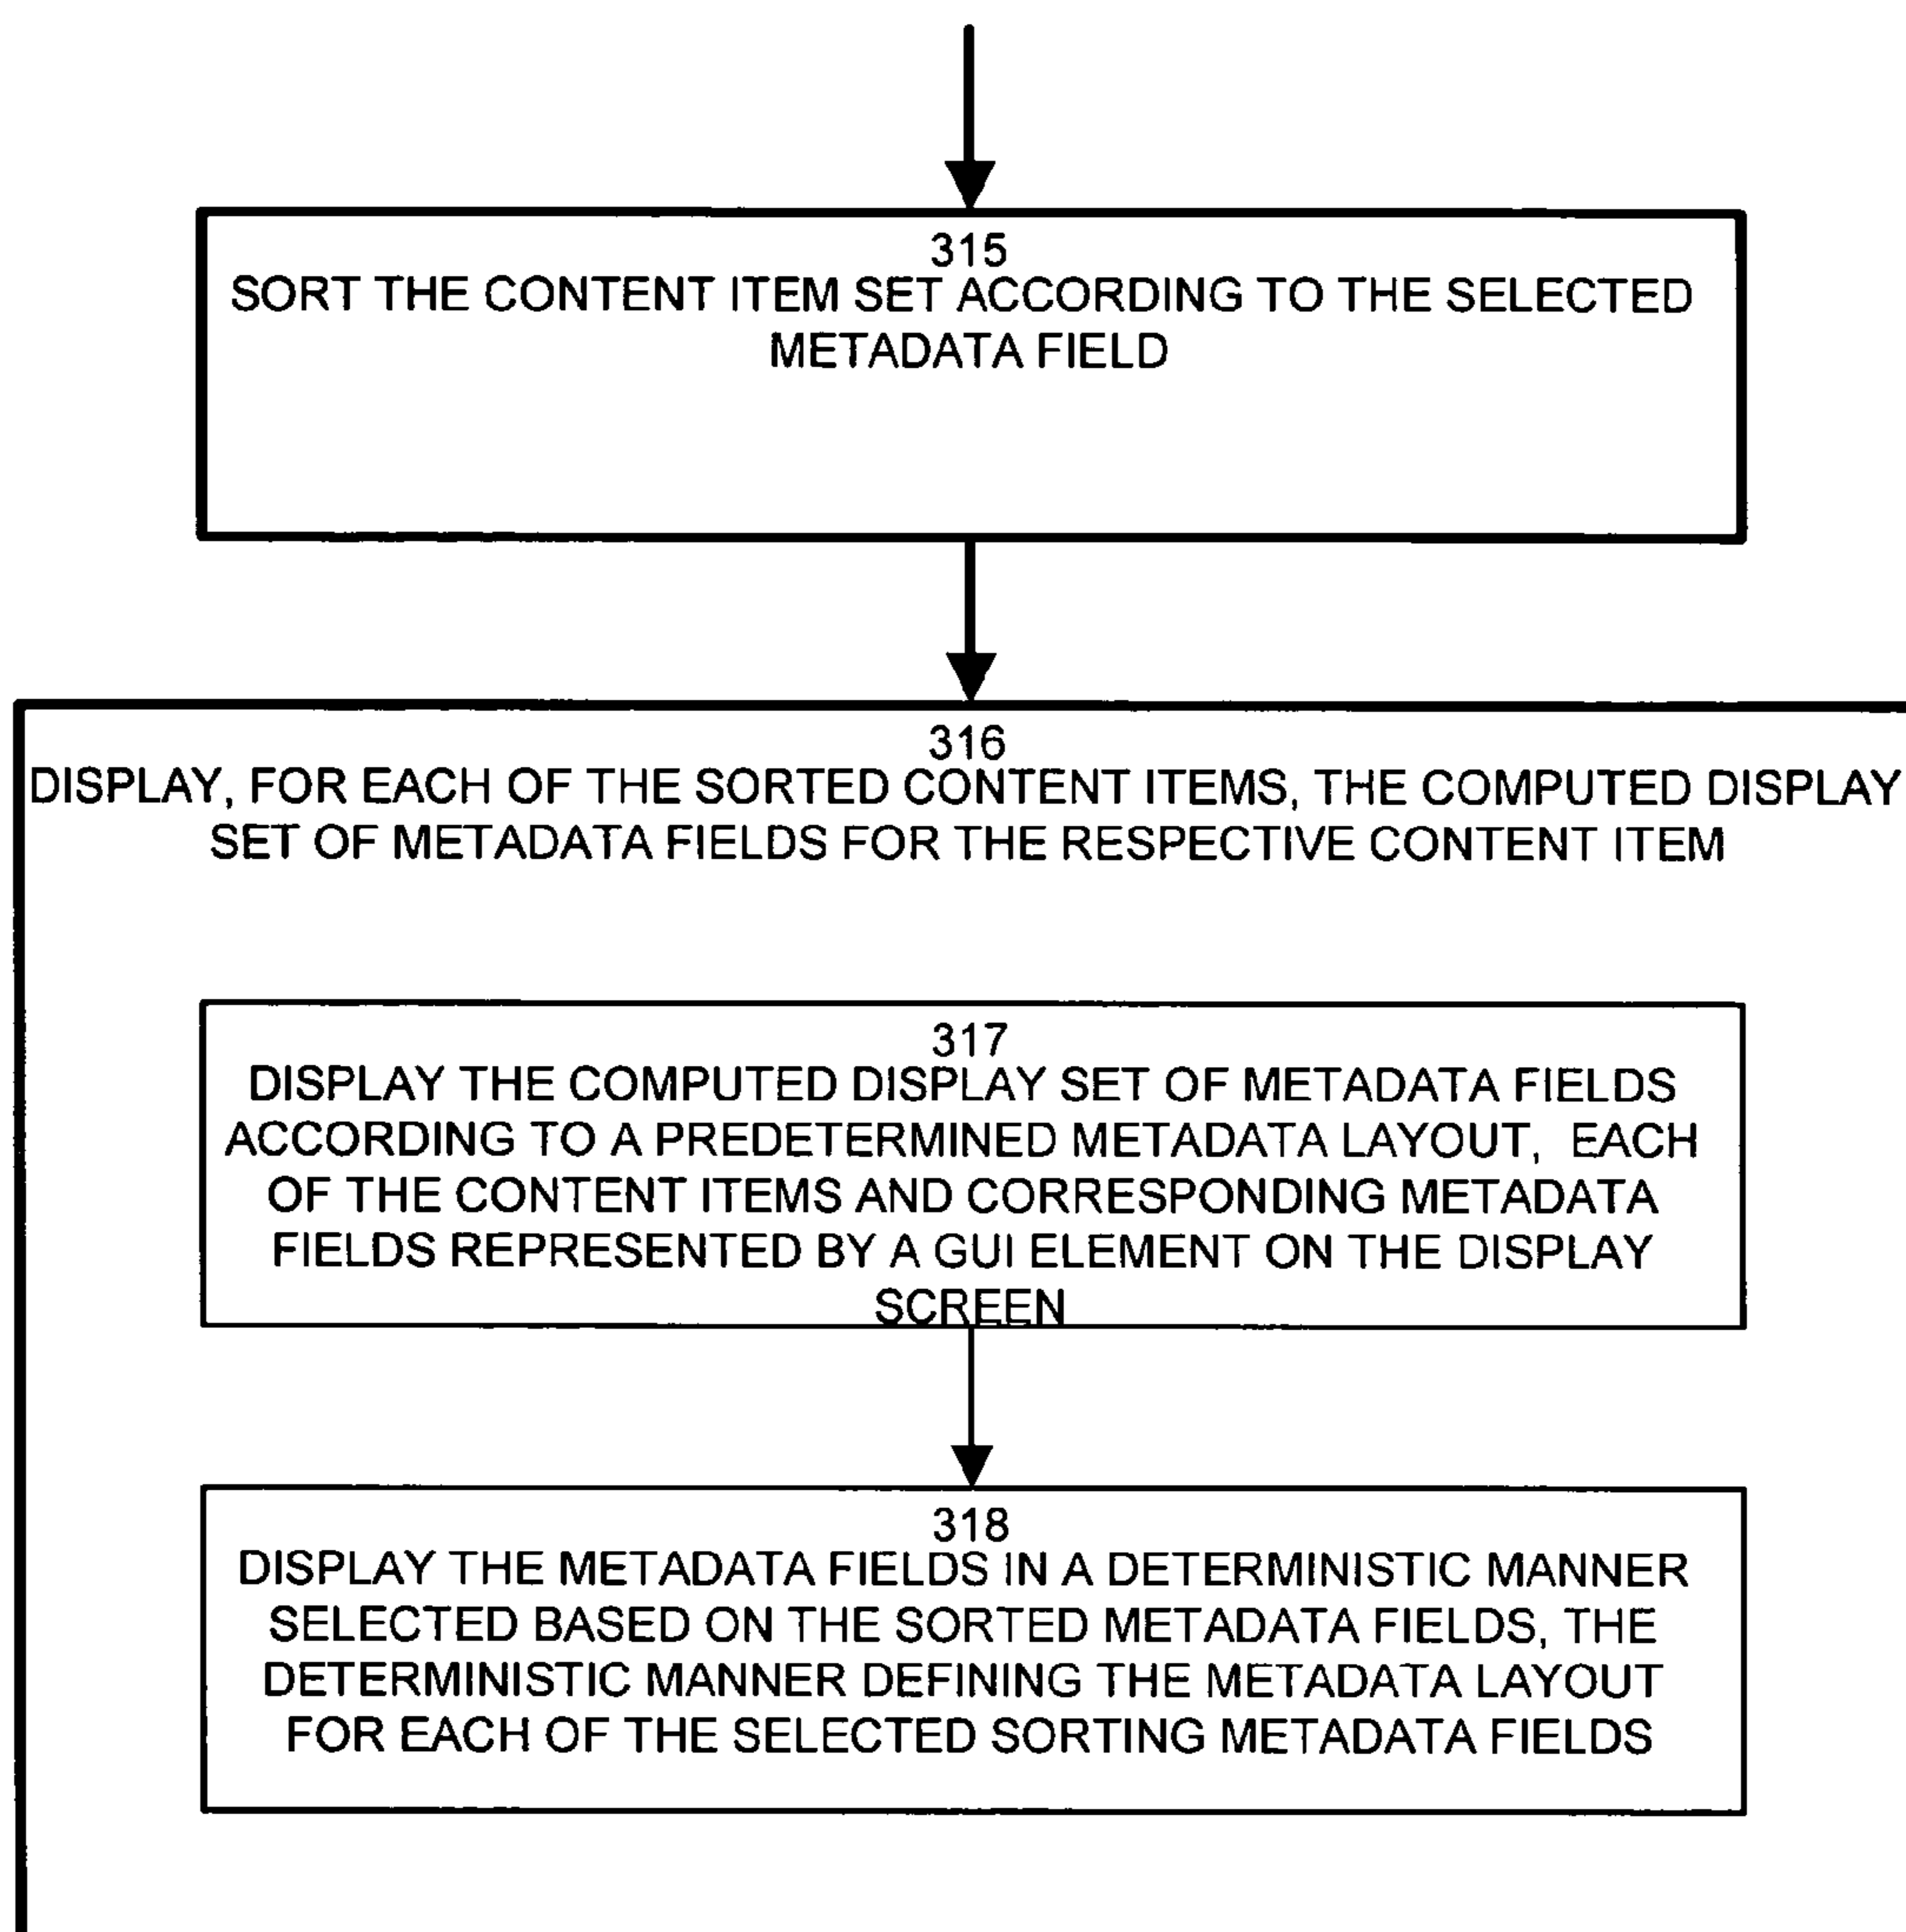 315
SORT THE CONTENT ITEM SET ACCORDING TO THE SELECTED
METADATA FIELD
316
DISPLAY, FOR EACH OF THE SORTED CONTENT ITEMS, THE COMPUTED DISPLAY
SET OF METADATA FIELDS FOR THE RESPECTIVE CONTENT ITEM
317
DISPLAY THE COMPUTED DISPLAY SET OF METADATA FIELDS
ACCORDING TO A PREDETERMINED METADATA LAYOUT, EACH
OF THE CONTENT ITEMS AND CORRESPONDING METADATA
FIELDS REPRESENTED BY A GUI ELEMENT ON THE DISPLAY
SCREEN
318
DISPLAY THE METADATA FIELDS IN A DETERMINISTIC MANNER
SELECTED BASED ON THE SORTED METADATA FIELDS, THE
DETERMINISTIC MANNER DEFINING THE METADATA LAYOUT
FOR EACH OF THE SELECTED SORTING METADATA FIELDS